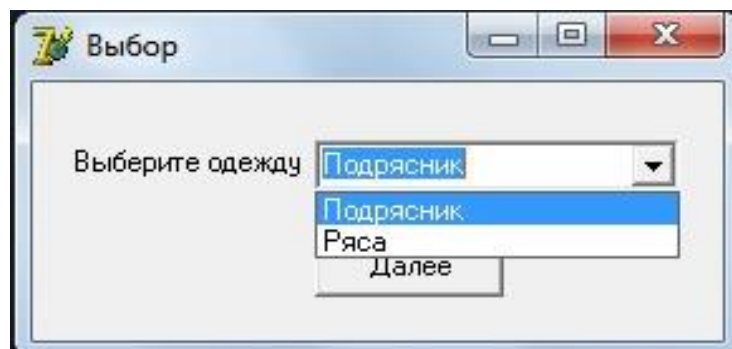 Выбор
Выберите одежду Подрясник
Подрясник
Ряса
Далее